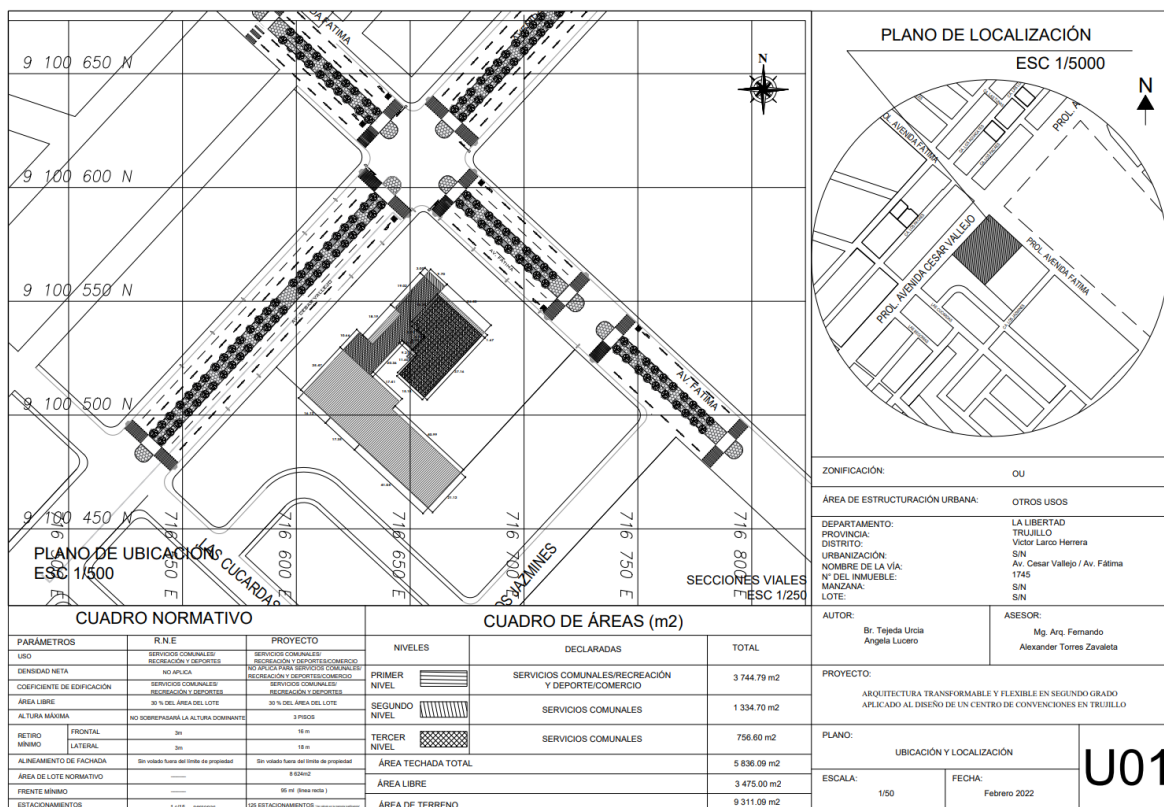 DA FATIMA
9 100 650 N
9 100 600 N
9 100 550 N
9 100 500 N
9 100 450 N
N
AV. FATIMA
AV. FATIMA
716 600 E
716 700 E
716 750 E
716 800 E
PLANO DE UBICACIÓN
ESC 1/500
LAS CUCARDAS
OS JAZMINES
SECCIONES VIALES
ESC 1/250
PLANO DE LOCALIZACIÓN
ESC 1/5000
N
OL. AVENIDA FATIMA
PROL. A
PROL. AVENIDA CESAR VALLEJO
PROL. AVENIDA FATIMA
ZONIFICACIÓN: OU
ÁREA DE ESTRUCTURACIÓN URBANA: OTROS USOS
DEPARTAMENTO: LA LIBERTAD
PROVINCIA: TRUJILLO
DISTRITO: Victor Larco Herrera
URBANIZACIÓN: S/N
NOMBRE DE LA VÍA: Av. Cesar Vallejo / Av. Fátima
N° DEL INMUEBLE: 1745
MANZANA: S/N
LOTE: S/N
AUTOR:
Br. Tejeda Urcia
Angela Lucero
ASESOR:
Mg. Arq. Fernando
Alexander Torres Zavaleta
PROYECTO:
ARQUITECTURA TRANSFORMABLE Y FLEXIBLE EN SEGUNDO GRADO
APLICADO AL DISEÑO DE UN CENTRO DE CONVENCIONES EN TRUJILLO
PLANO:
UBICACIÓN Y LOCALIZACIÓN
ESCALA:
1/50
FECHA:
Febrero 2022
U01
CUADRO NORMATIVO
PARÁMETROS R.N.E PROYECTO
USO SERVICIOS COMUNALES/ RECREACIÓN Y DEPORTES SERVICIOS COMUNALES/ RECREACIÓN Y DEPORTES/COMERCIO
DENSIDAD NETA NO APLICA NO APLICA PARA SERVICIOS COMUNALES/ RECREACIÓN Y DEPORTES/COMERCIO
COEFICIENTE DE EDIFICACIÓN SERVICIOS COMUNALES/ RECREACIÓN Y DEPORTES SERVICIOS COMUNALES/ RECREACIÓN Y DEPORTES
ÁREA LIBRE 30 % DEL ÁREA DEL LOTE 30 % DEL ÁREA DEL LOTE
ALTURA MÁXIMA NO SOBREPASARÁ LA ALTURA DOMINANTE 3 PISOS
RETIRO MÍNIMO FRONTAL 3m 16 m
LATERAL 3m 18 m
ALINEAMIENTO DE FACHADA Sin volado fuera del límite de propiedad Sin volado fuera del límite de propiedad
ÁREA DE LOTE NORMATIVO —— 8 624m2
FRENTE MÍNIMO —— 95 ml (línea recta )
ESTACIONAMIENTOS 125 ESTACIONAMIENTOS
CUADRO DE ÁREAS (m2)
NIVELES DECLARADAS TOTAL
PRIMER NIVEL SERVICIOS COMUNALES/RECREACIÓN Y DEPORTE/COMERCIO 3 744.79 m2
SEGUNDO NIVEL SERVICIOS COMUNALES 1 334.70 m2
TERCER NIVEL SERVICIOS COMUNALES 756.60 m2
ÁREA TECHADA TOTAL 5 836.09 m2
ÁREA LIBRE 3 475.00 m2
ÁREA DE TERRENO 9 311.09 m2